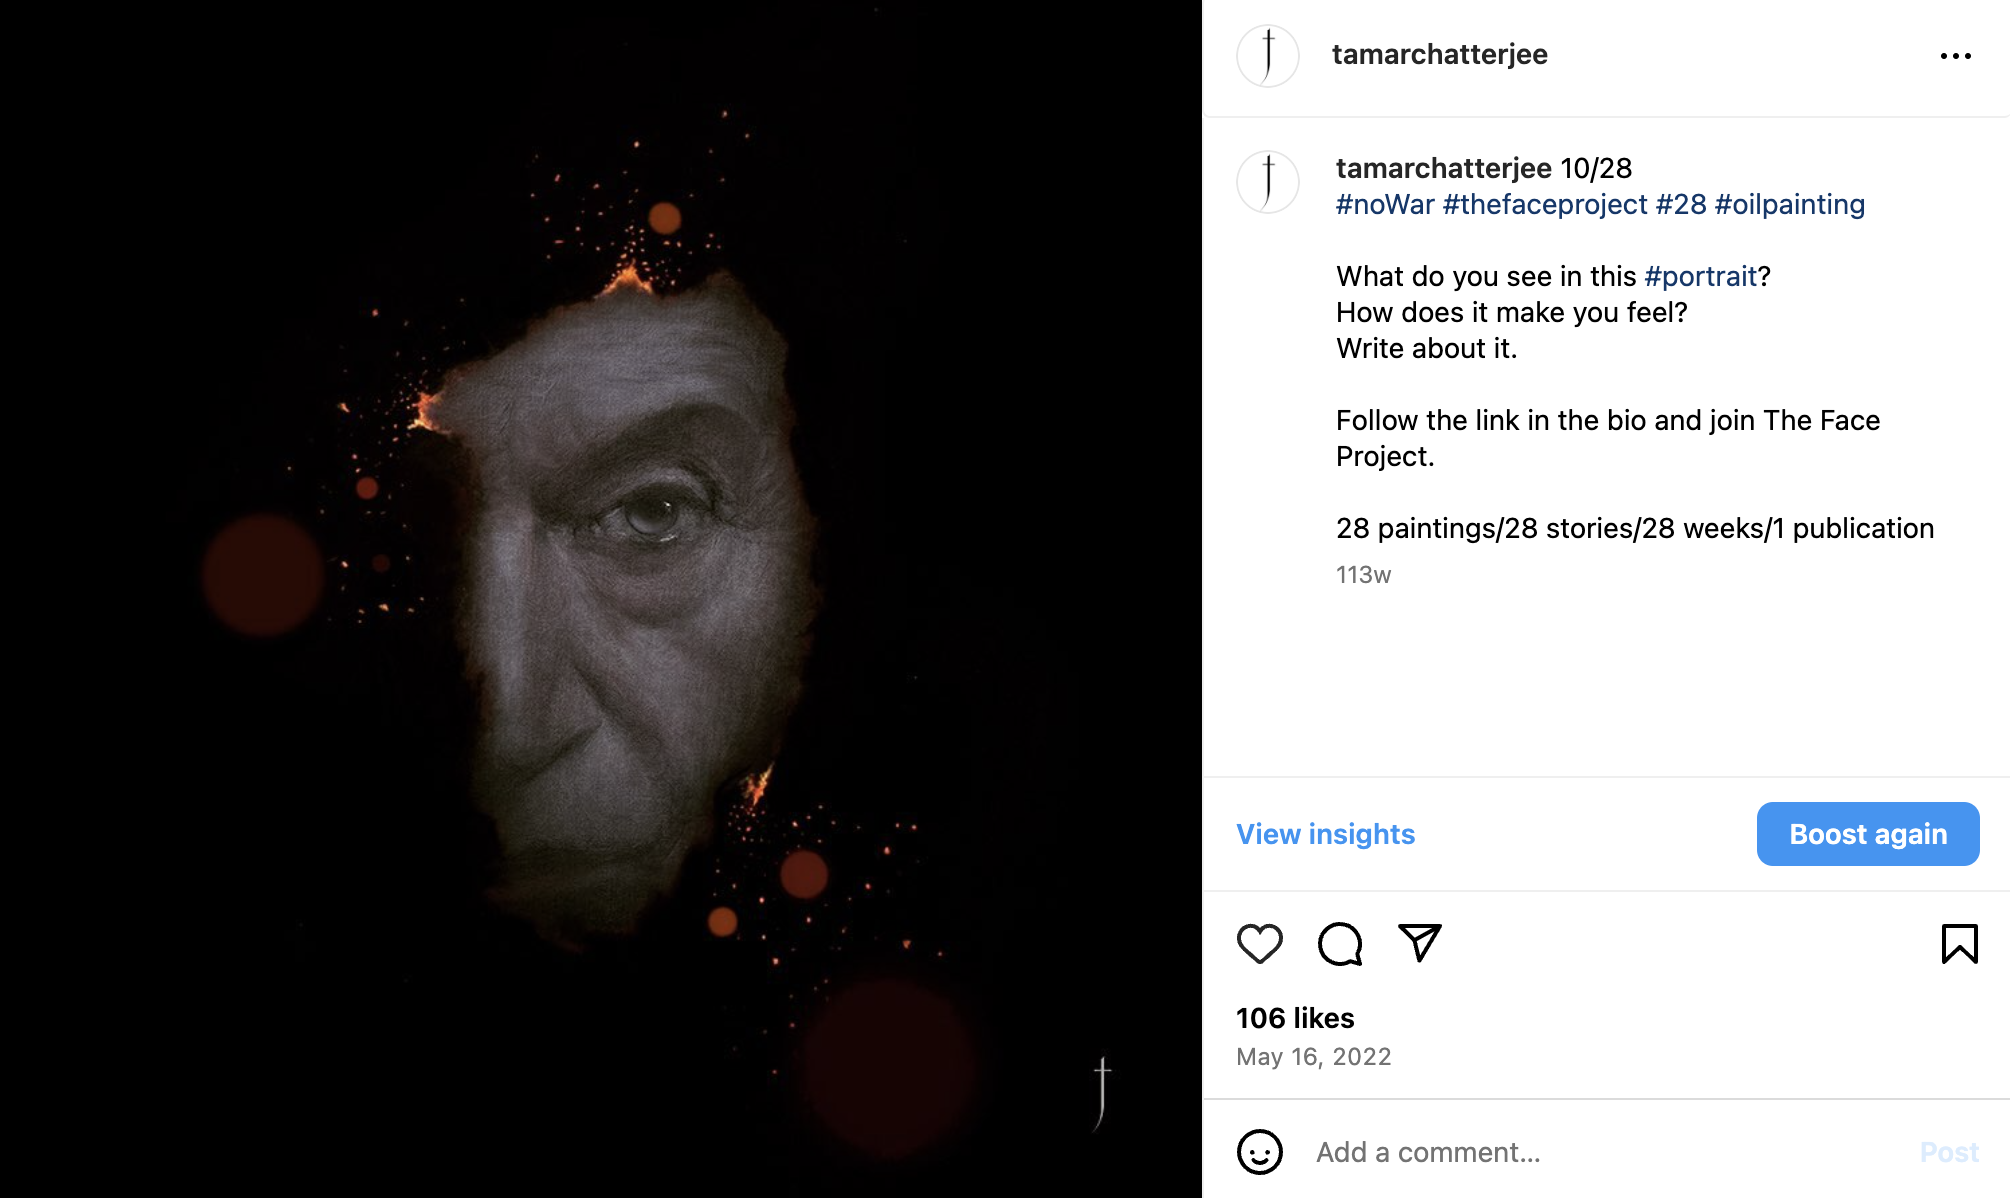 tamarchatterjee
tamarchatterjee 10/28
#noWar #thefaceproject #28 #oilpainting
What do you see in this #portrait?
How does it make you feel?
Write about it.
Follow the link in the bio and join The Face
Project.
28 paintings/28 stories/28 weeks/1 publication
113w
View insights
Boost again
106 likes
May 16, 2022
Add a comment...
Post